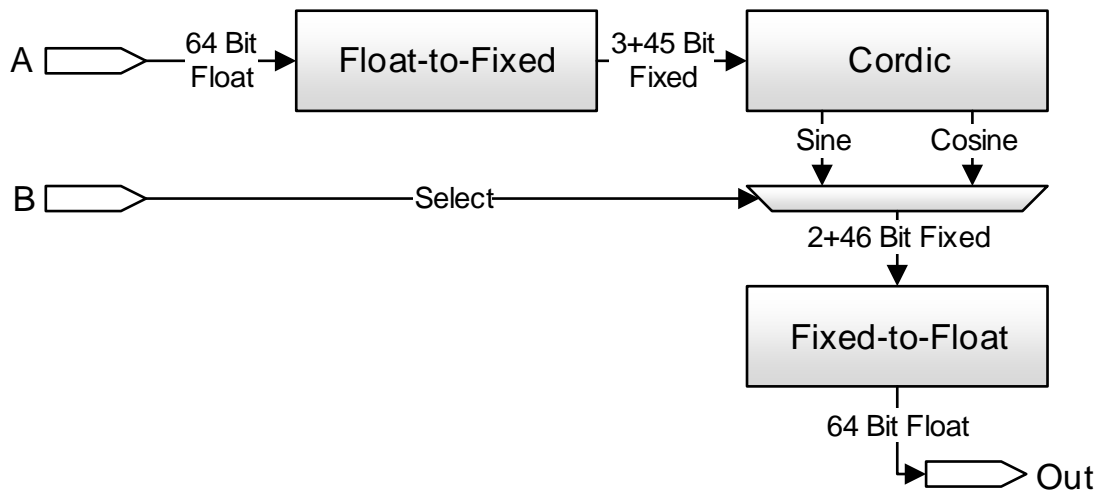 A
64 Bit
Float
Float-to-Fixed
3+45 Bit
Fixed
Cordic
Sine
Cosine
B
Select
2+46 Bit Fixed
Fixed-to-Float
64 Bit Float
Out